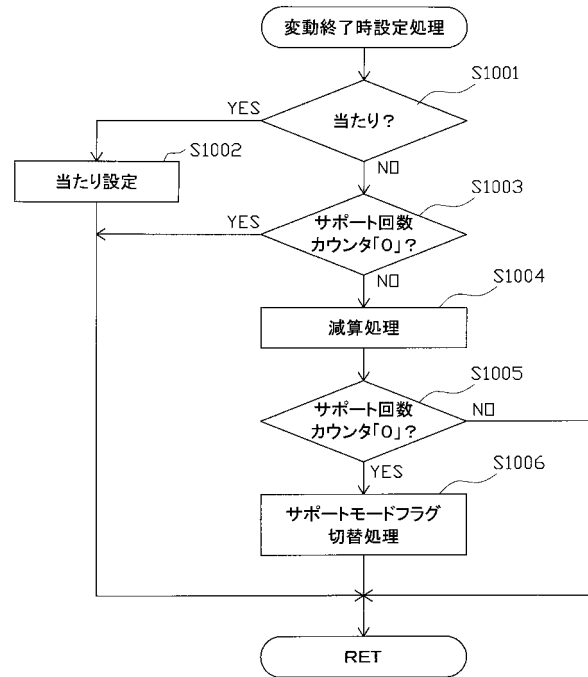 変動終了時設定処理
S1001
YES
当たり?
S1002
NO
当たり設定
S1003
YES
サポート回数
カウンタ「0」?
NO
S1004
減算処理
S1005
サポート回数
カウンタ「0」?
NO
YES
S1006
サポートモードフラグ
切替処理
RET